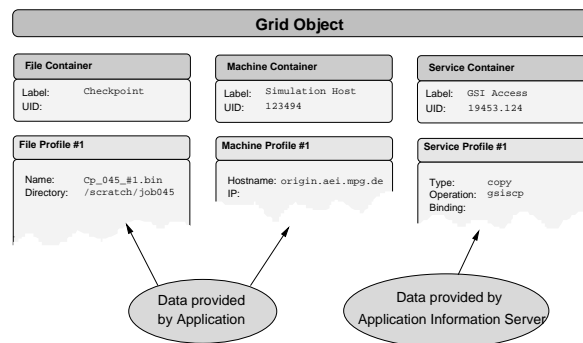 Grid Object
File Container
Label: Checkpoint
UID:
File Profile #1
Name: Cp_045_#1.bin
Directory: /scratch/job045
Machine Container
Label: Simulation Host
UID: 123494
Machine Profile #1
Hostname: origin.aei.mpg.de
IP:
Service Container
Label: GSI Access
UID: 19453.124
Service Profile #1
Type: copy
Operation: gsiscp
Binding:
Data provided
by Application
Data provided by
Application Information Server